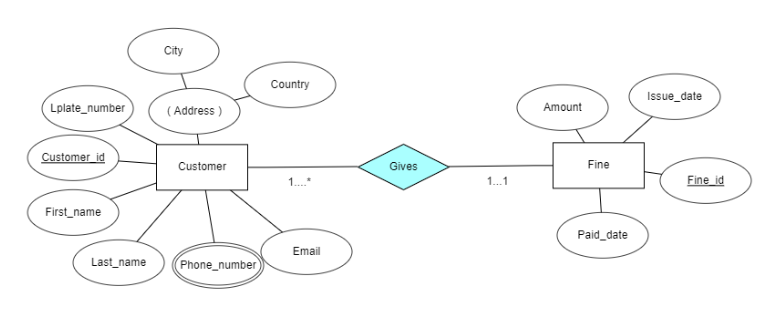 City
Country
( Address )
Lplate_number
Customer_id
Customer
First_name
Last_name
Phone_number
Email
1....*
Gives
1...1
Amount
Issue_date
Fine
Fine_id
Paid_date